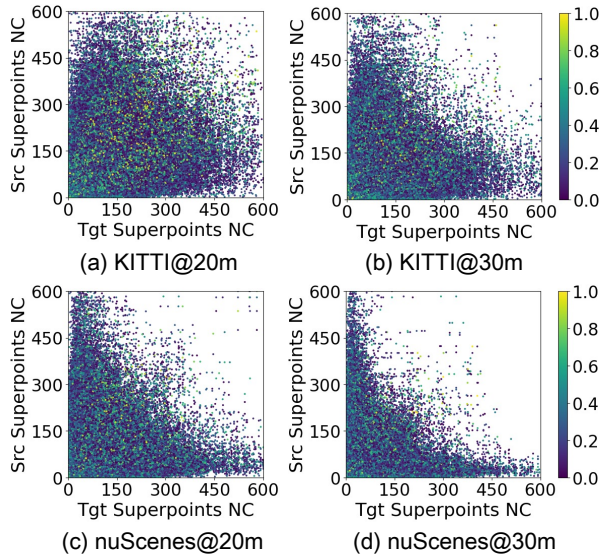 600
450
300
150
0
Src Superpoints NC
0 150 300 450 600
Tgt Superpoints NC
(a) KITTI@20m
600
450
300
150
0
Src Superpoints NC
0 150 300 450 600
Tgt Superpoints NC
(b) KITTI@30m
1.0
0.8
0.6
0.4
0.2
0.0
600
450
300
150
0
Src Superpoints NC
0 150 300 450 600
Tgt Superpoints NC
(c) nuScenes@20m
600
450
300
150
0
Src Superpoints NC
0 150 300 450 600
Tgt Superpoints NC
(d) nuScenes@30m
1.0
0.8
0.6
0.4
0.2
0.0